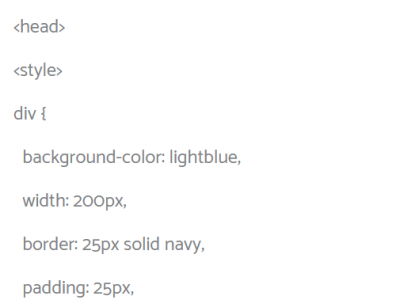 <head>
<style>
div {
background-color: lightblue,
width: 200px,
border: 25px solid navy,
padding: 25px,